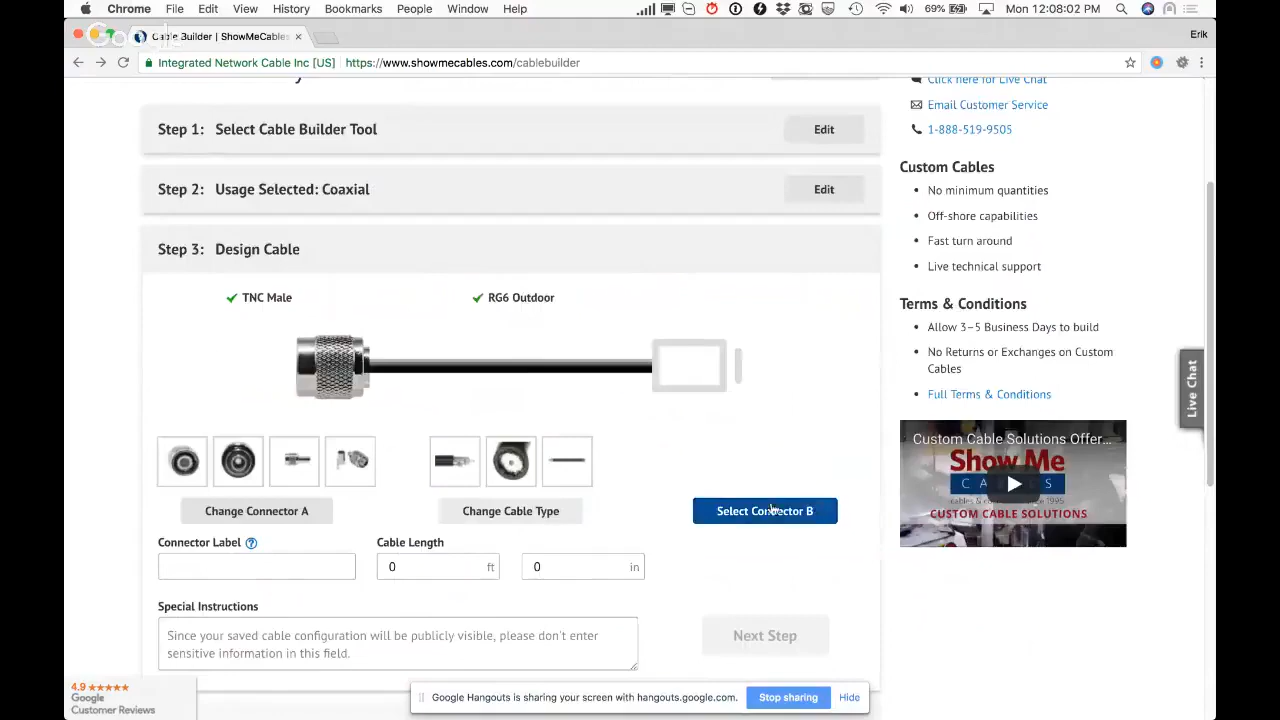 Chrome File Edit View History Bookmarks People Window Help 69% Mon 12:08:02 PM
Google
Cable Builder | ShowMeCables × Erik
Integrated Network Cable Inc [US] https://www.showmecables.com/cablebuilder
Click here for Live Chat
Email Customer Service
1-888-519-9505
Step 1: Select Cable Builder Tool Edit
Step 2: Usage Selected: Coaxial Edit
Step 3: Design Cable
TNC Male RG6 Outdoor
Change Connector A Change Cable Type Select Connector B
Connector Label ? Cable Length
0 ft 0 in
Special Instructions
Since your saved cable configuration will be publicly visible, please don't enter
sensitive information in this field.
Next Step
Custom Cables
No minimum quantities
Off-shore capabilities
Fast turn around
Live technical support
Terms & Conditions
Allow 3–5 Business Days to build
No Returns or Exchanges on Custom
Cables
Full Terms & Conditions
Custom Cable Solutions Offer...
Show Me
CABLES
cables & connectors since 1995
CUSTOM CABLE SOLUTIONS
Live Chat
4.9 ★★★★★
Google
Customer Reviews
Google Hangouts is sharing your screen with hangouts.google.com. Stop sharing Hide